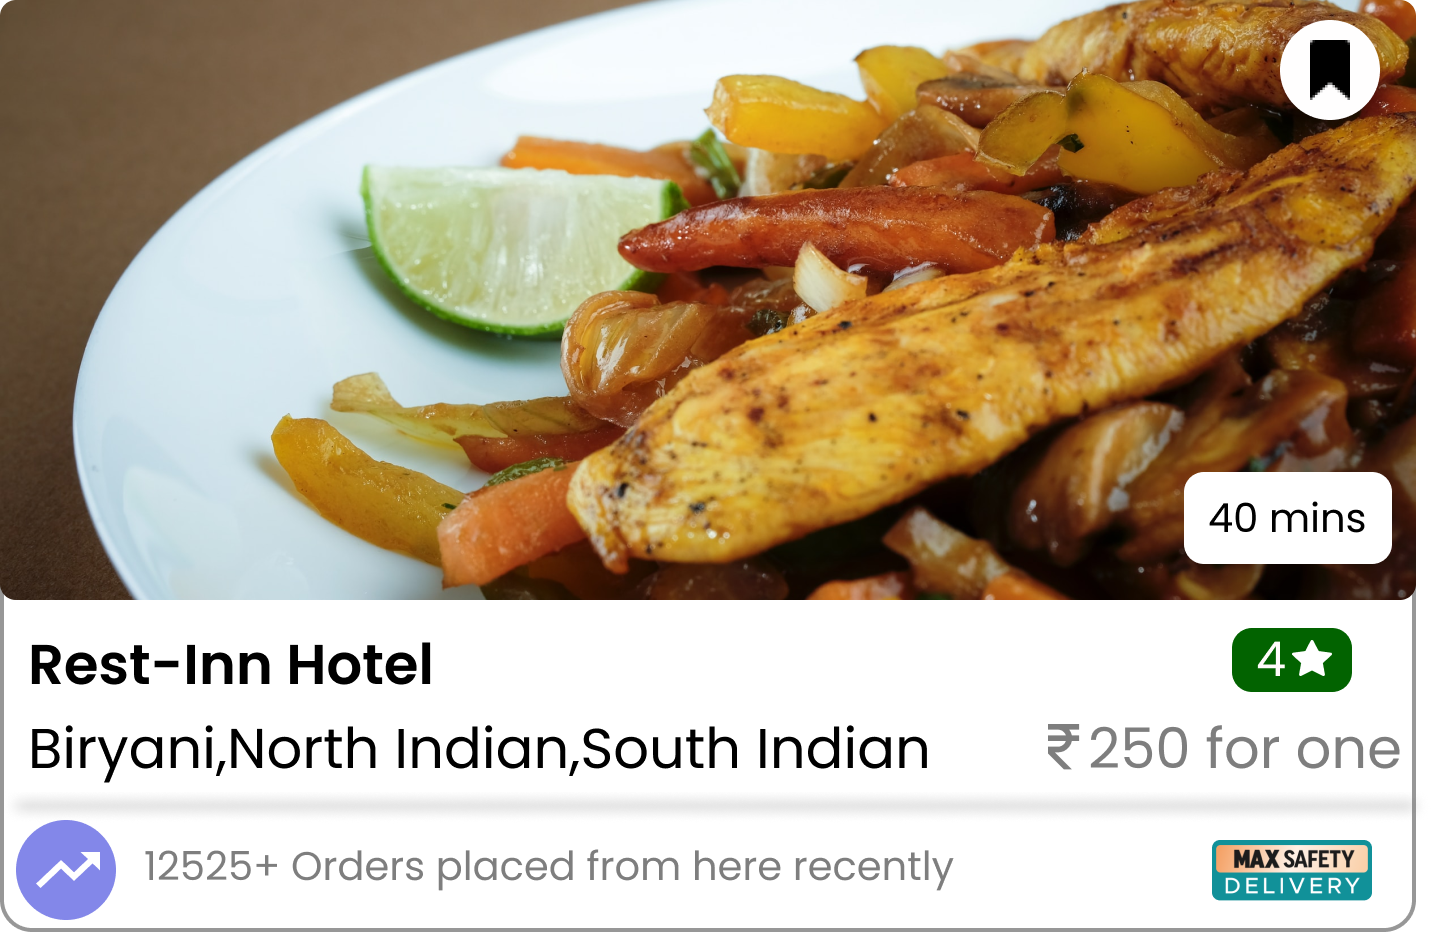 40 mins
Rest-Inn Hotel
4
Biryani,North Indian,South Indian
₹250 for one
12525+ Orders placed from here recently
MAX SAFETY
DELIVERY